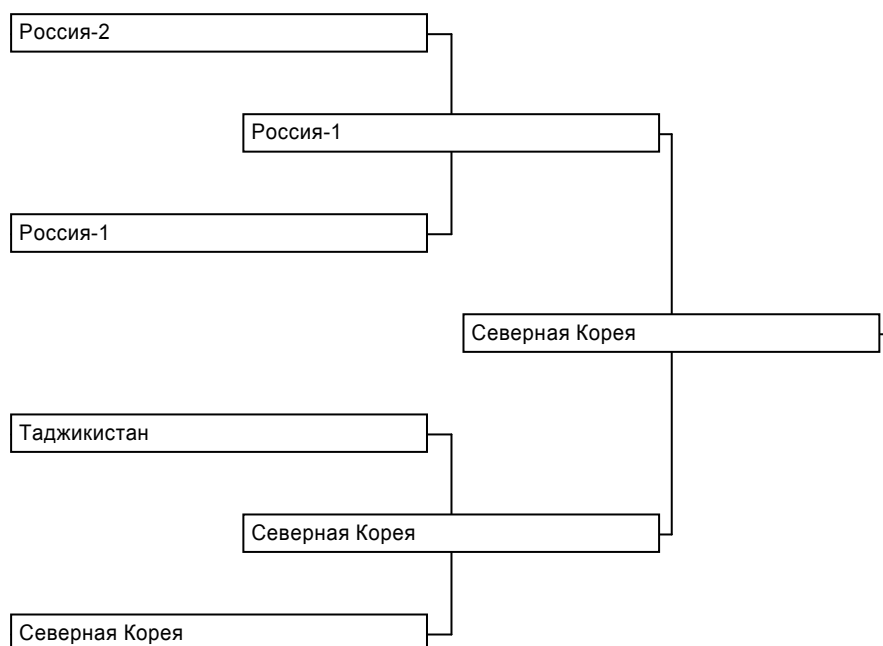 Россия-2
Россия-1
Россия-1
Северная Корея
Таджикистан
Северная Корея
Северная Корея